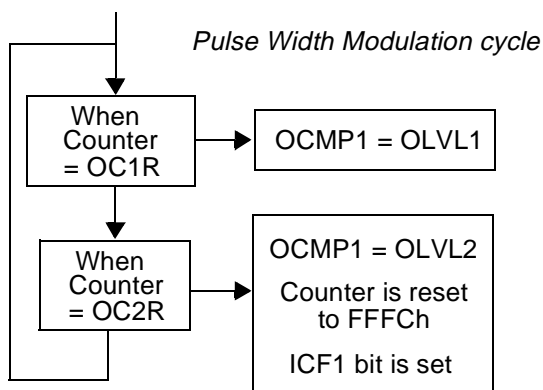 Pulse Width Modulation cycle
When
Counter
= OC1R
OCMP1 = OLVL1
When
Counter
= OC2R
OCMP1 = OLVL2
Counter is reset
to FFFCh
ICF1 bit is set